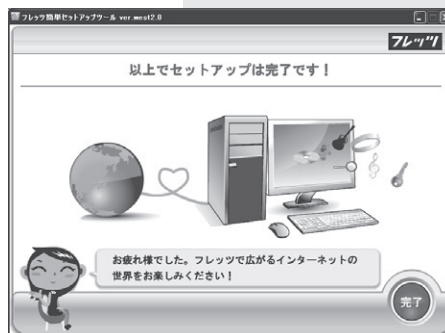 フレッツ簡単セットアップツール ver.west2.0
フレッツ
以上でセットアップは完了です！
お疲れ様でした。フレッツで広がるインターネットの
世界をお楽しみください！
完了